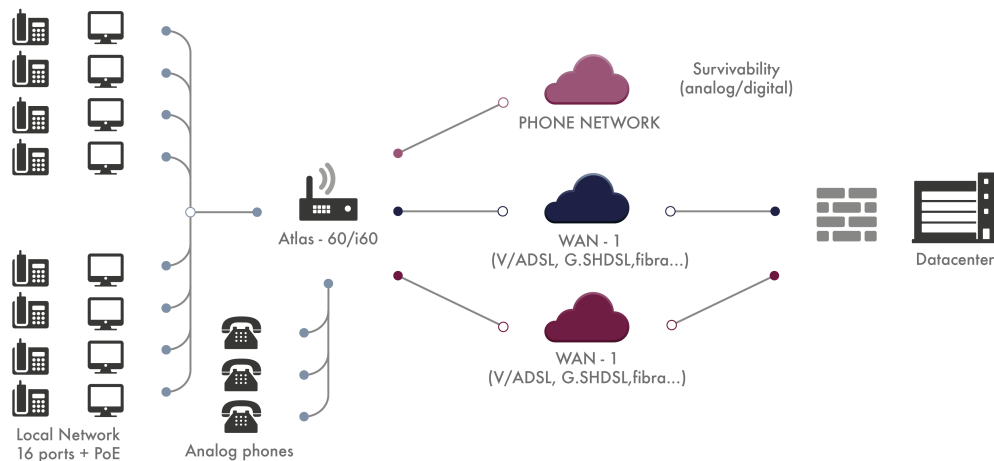 Survivability
(analog/digital)
PHONE NETWORK
Atlas - 60/i60
WAN - 1
(V/ADSL, G.SHDSL,fibra...)
Datacenter
WAN - 1
(V/ADSL, G.SHDSL,fibra...)
Local Network
16 ports + PoE
Analog phones